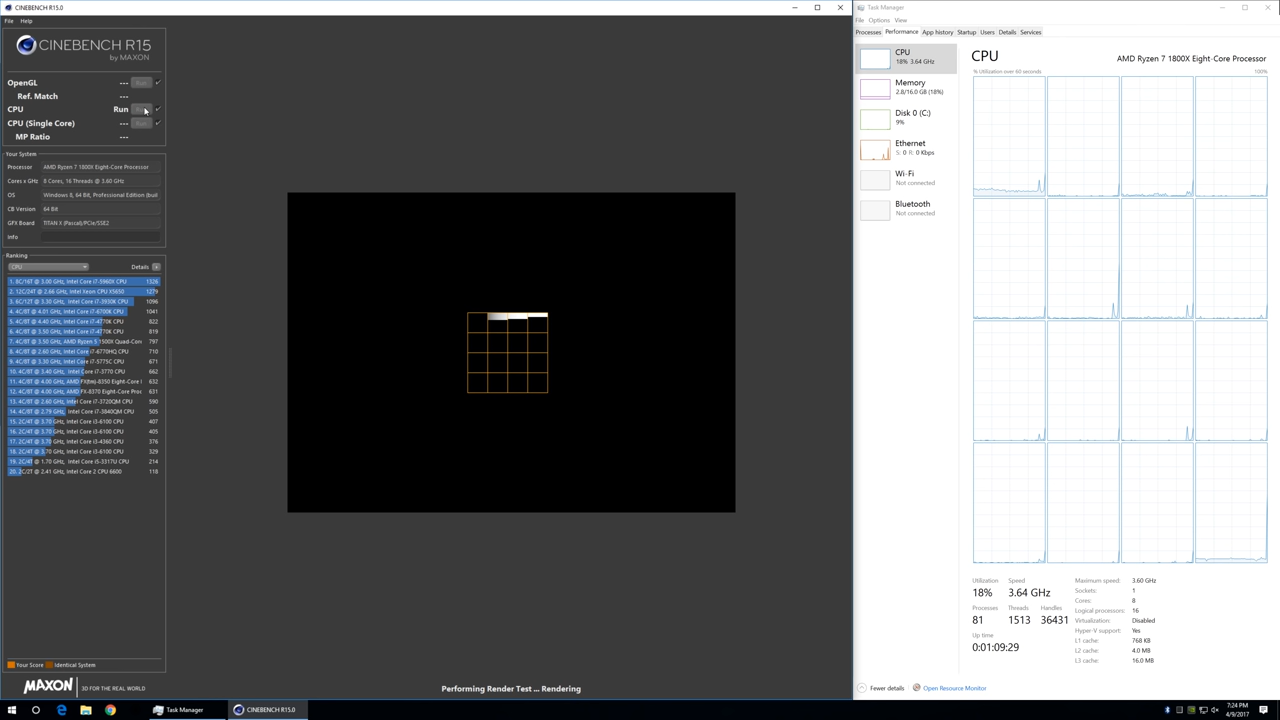 CINEBENCH R15.0
File Help
CINEBENCH R15
by MAXON
OpenGL --- Run
Ref. Match ---
CPU Run
CPU (Single Core) --- Run
MP Ratio ---
Your System
Processor AMD Ryzen 7 1800X Eight-Core Processor
Cores x GHz 8 Cores, 16 Threads @ 3.60 GHz
OS Windows 8, 64 Bit, Professional Edition (buil
CB Version 64 Bit
GFX Board TITAN X (Pascal)/PCIe/SSE2
Info
Ranking
CPU Details
1. 8C/16T @ 3.00 GHz, Intel Core i7-5960X CPU 1326
2. 12C/24T @ 2.66 GHz, Intel Xeon CPU X5650 1279
3. 6C/12T @ 3.30 GHz, Intel Core i7-3930K CPU 1096
4. 4C/8T @ 4.01 GHz, Intel Core i7-6700K CPU 1041
5. 4C/8T @ 4.40 GHz, Intel Core i7-4770K CPU 822
6. 4C/8T @ 3.50 GHz, Intel Core i7-4770K CPU 819
7. 4C/8T @ 3.50 GHz, AMD Ryzen 5 1500X Quad-Core 797
8. 4C/8T @ 2.60 GHz, Intel Core i7-6770HQ CPU 710
9. 4C/8T @ 3.30 GHz, Intel Core i7-5775C CPU 671
10. 4C/8T @ 3.40 GHz, Intel Core i7-3770 CPU 662
11. 4C/8T @ 4.00 GHz, AMD FX(tm)-8350 Eight-Core 632
12. 4C/8T @ 4.00 GHz, AMD FX-8370 Eight-Core Proc 631
13. 4C/8T @ 2.60 GHz, Intel Core i7-3720QM CPU 590
14. 4C/8T @ 2.79 GHz, Intel Core i7-3840QM CPU 505
15. 2C/4T @ 3.70 GHz, Intel Core i3-6100 CPU 407
16. 2C/4T @ 3.70 GHz, Intel Core i3-6100 CPU 405
17. 2C/4T @ 3.70 GHz, Intel Core i3-4360 CPU 376
18. 2C/4T @ 3.70 GHz, Intel Core i3-6100 CPU 329
19. 2C/4T @ 1.70 GHz, Intel Core i5-3317U CPU 214
20. 2C/2T @ 2.41 GHz, Intel Core 2 CPU 6600 118
Your Score Identical System
MAXON 3D FOR THE REAL WORLD
Performing Render Test ... Rendering
Task Manager
File Options View
Processes Performance App history Startup Users Details Services
CPU
18% 3.64 GHz
Memory
2.8/16.0 GB (18%)
Disk 0 (C:)
9%
Ethernet
S: 0 R: 0 Kbps
Wi-Fi
Not connected
Bluetooth
Not connected
CPU AMD Ryzen 7 1800X Eight-Core Processor
% Utilization over 60 seconds 100%
Utilization Speed
18% 3.64 GHz
Processes Threads Handles
81 1513 36431
Up time
0:01:09:29
Maximum speed: 3.60 GHz
Sockets: 1
Cores: 8
Logical processors: 16
Virtualization: Disabled
Hyper-V support: Yes
L1 cache: 768 KB
L2 cache: 4.0 MB
L3 cache: 16.0 MB
Fewer details Open Resource Monitor
Task Manager CINEBENCH R15.0
7:24 PM
4/9/2017